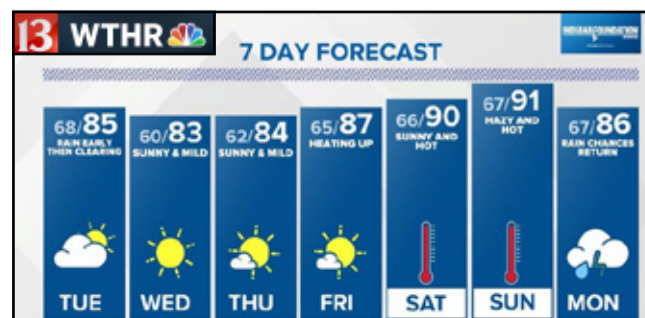 13 WTHR
7 DAY FORECAST
INDIANA FOUNDATION
68/85
RAIN EARLY
THEN CLEARING
TUE
60/83
SUNNY & MILD
WED
62/84
SUNNY & MILD
THU
65/87
HEATING UP
FRI
66/90
SUNNY AND
HOT
SAT
67/91
HAZY AND
HOT
SUN
67/86
RAIN CHANCES
RETURN
MON